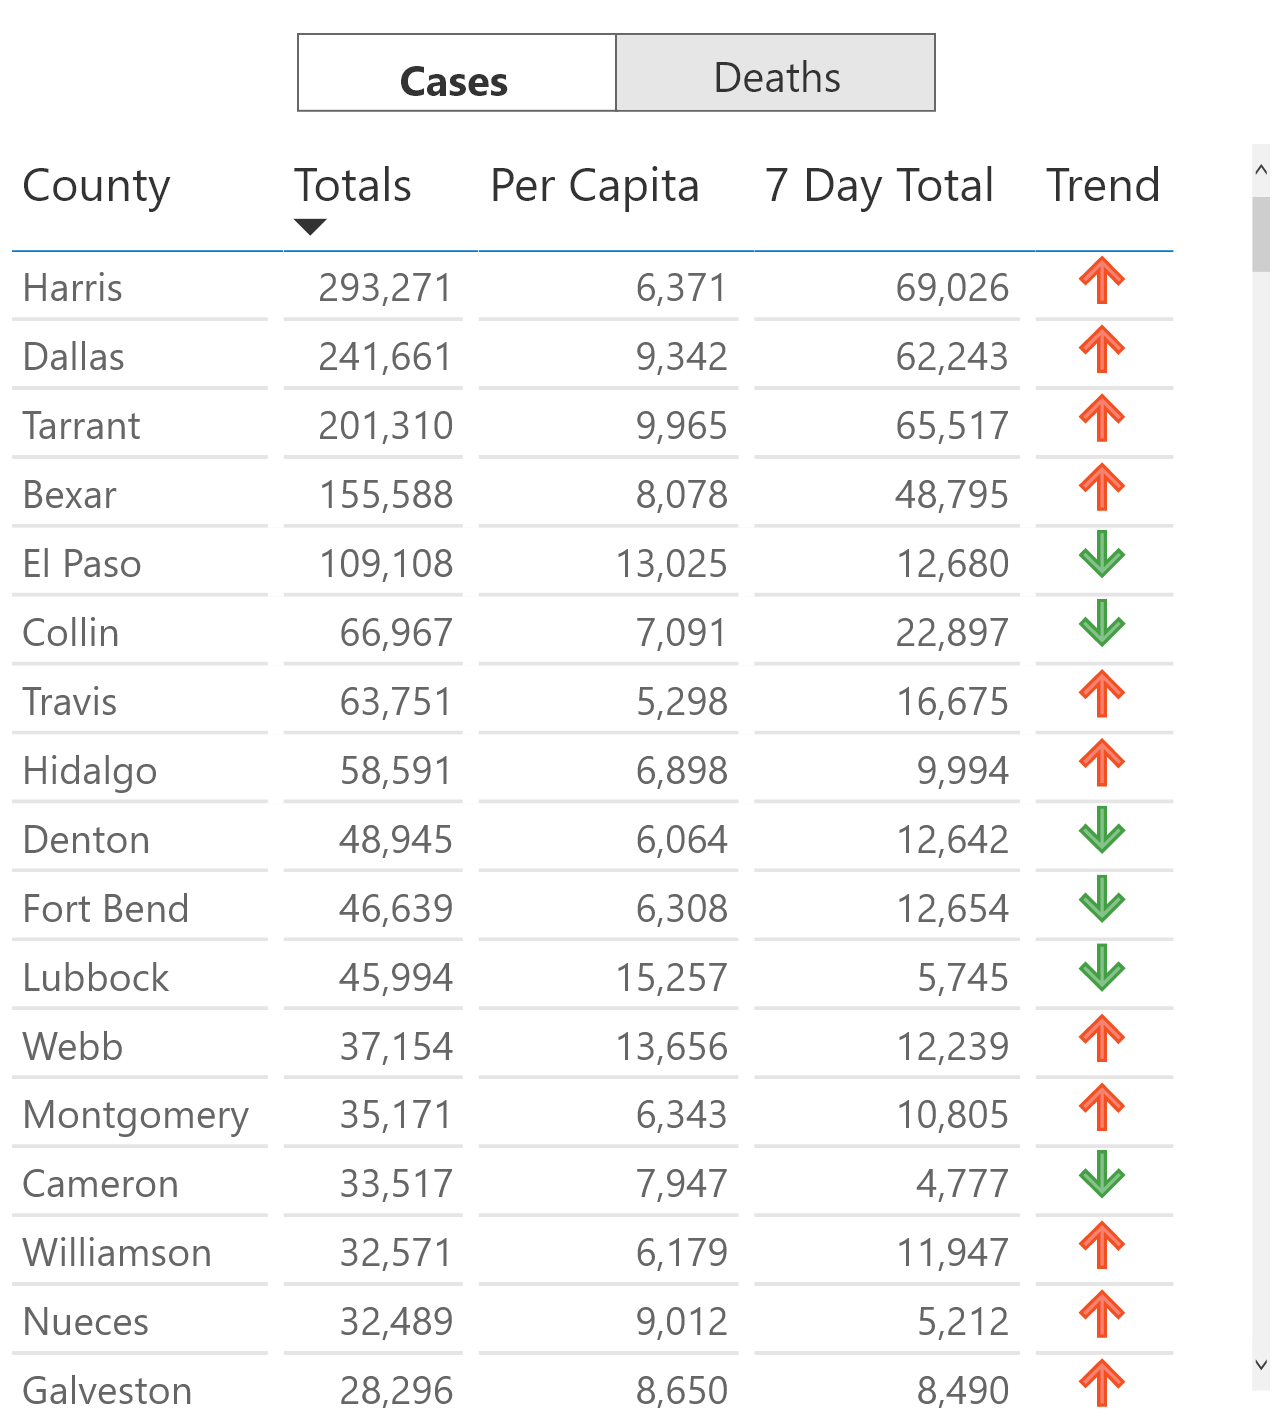 Cases Deaths
County Totals Per Capita 7 Day Total Trend
Harris 293,271 6,371 69,026
Dallas 241,661 9,342 62,243
Tarrant 201,310 9,965 65,517
Bexar 155,588 8,078 48,795
El Paso 109,108 13,025 12,680
Collin 66,967 7,091 22,897
Travis 63,751 5,298 16,675
Hidalgo 58,591 6,898 9,994
Denton 48,945 6,064 12,642
Fort Bend 46,639 6,308 12,654
Lubbock 45,994 15,257 5,745
Webb 37,154 13,656 12,239
Montgomery 35,171 6,343 10,805
Cameron 33,517 7,947 4,777
Williamson 32,571 6,179 11,947
Nueces 32,489 9,012 5,212
Galveston 28,296 8,650 8,490